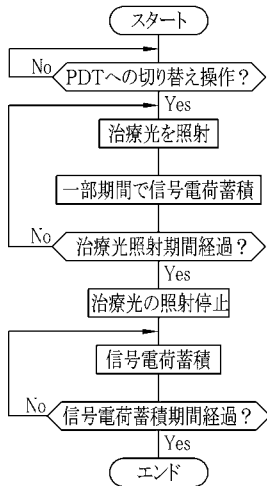 スタート
No
PDTへの切り替え操作？
Yes
治療光を照射
一部期間で信号電荷蓄積
No
治療光照射期間経過？
Yes
治療光の照射停止
信号電荷蓄積
No
信号電荷蓄積期間経過？
Yes
エンド